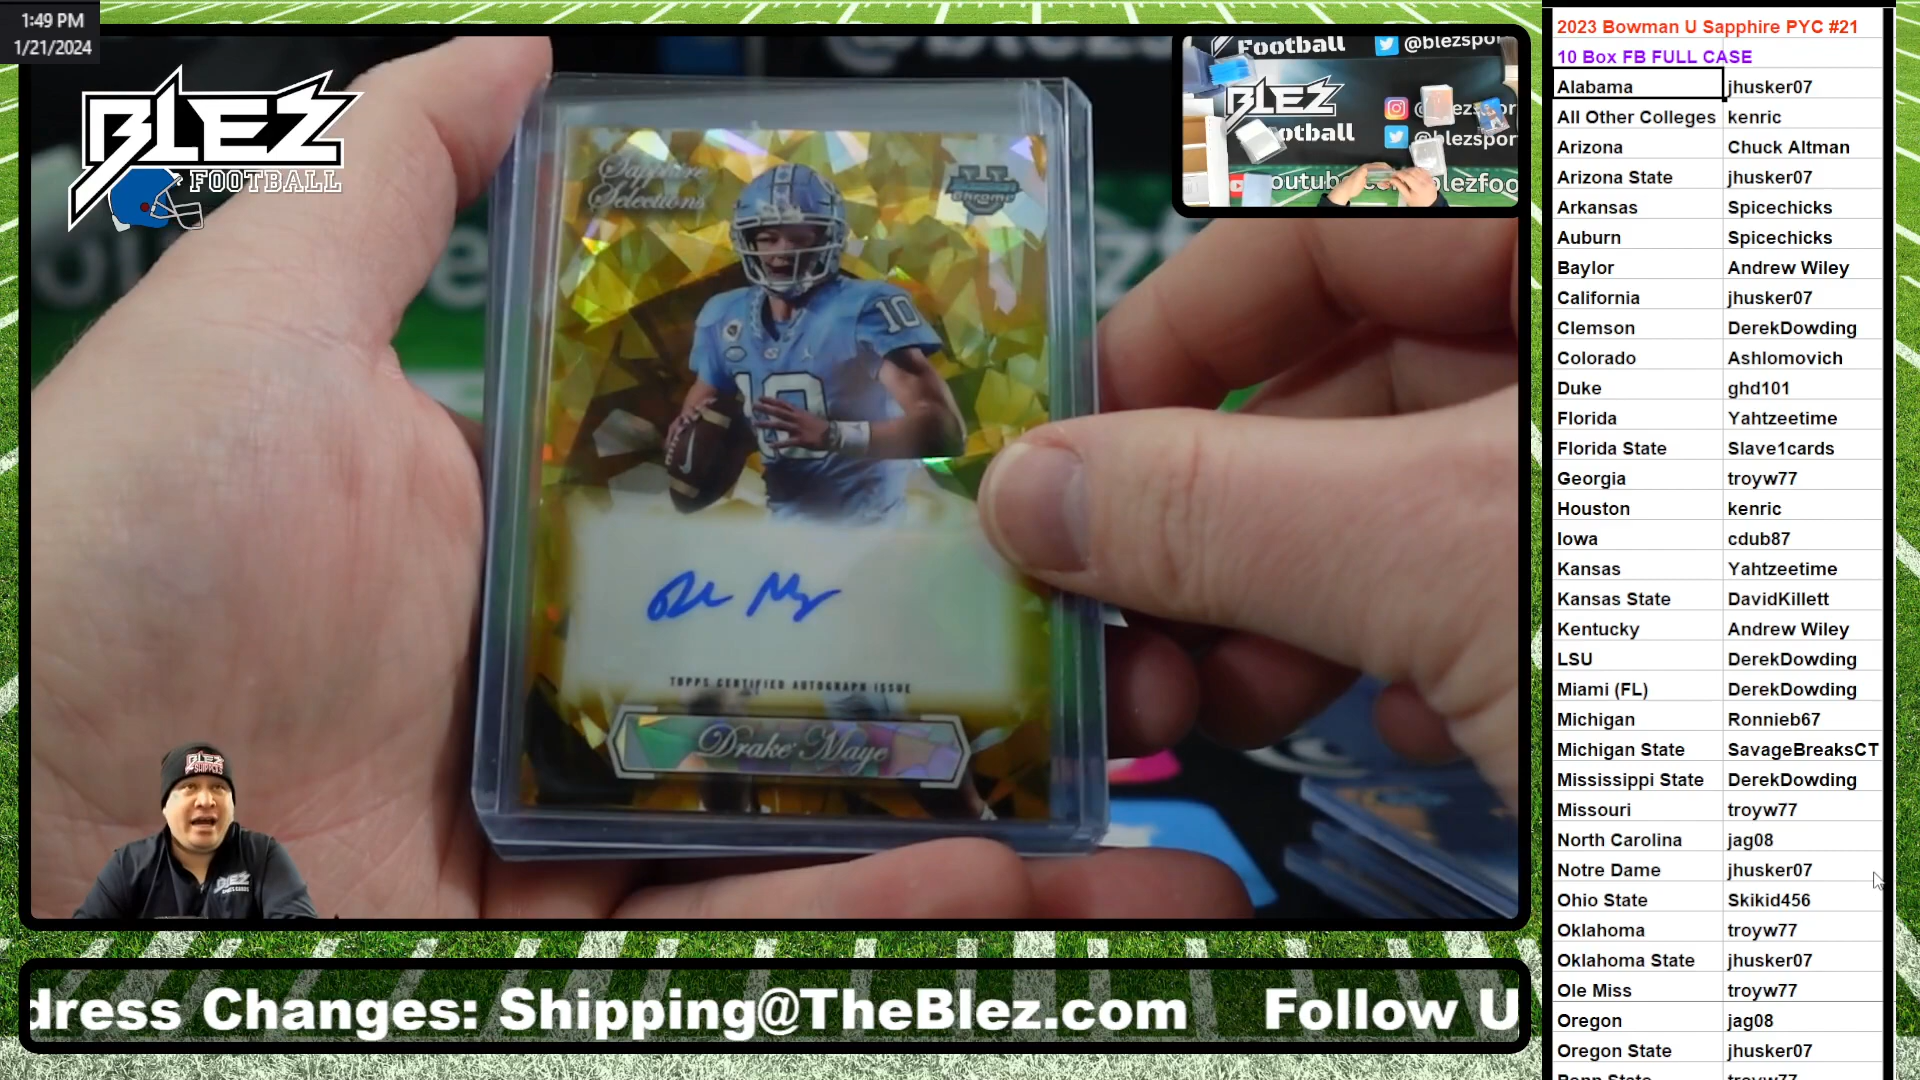 1:49 PM
1/21/2024
BLEZ
FOOTBALL
Sapphire
Selections
Chrome
10
10
TOPPS CERTIFIED AUTOGRAPH ISSUE
Drake Maye
Football
@blezspor
BLEZ
dress Changes: Shipping@TheBlez.com Follow U
2023 Bowman U Sapphire PYC #21
10 Box FB FULL CASE
Alabama jhusker07
All Other Colleges kenric
Arizona Chuck Altman
Arizona State jhusker07
Arkansas Spicechicks
Auburn Spicechicks
Baylor Andrew Wiley
California jhusker07
Clemson DerekDowding
Colorado Ashlomovich
Duke ghd101
Florida Yahtzeetime
Florida State Slave1cards
Georgia troyw77
Houston kenric
Iowa cdub87
Kansas Yahtzeetime
Kansas State DavidKillett
Kentucky Andrew Wiley
LSU DerekDowding
Miami (FL) DerekDowding
Michigan Ronnieb67
Michigan State SavageBreaksCT
Mississippi State DerekDowding
Missouri troyw77
North Carolina jag08
Notre Dame jhusker07
Ohio State Skikid456
Oklahoma troyw77
Oklahoma State jhusker07
Ole Miss troyw77
Oregon jag08
Oregon State jhusker07
Penn State troyw77